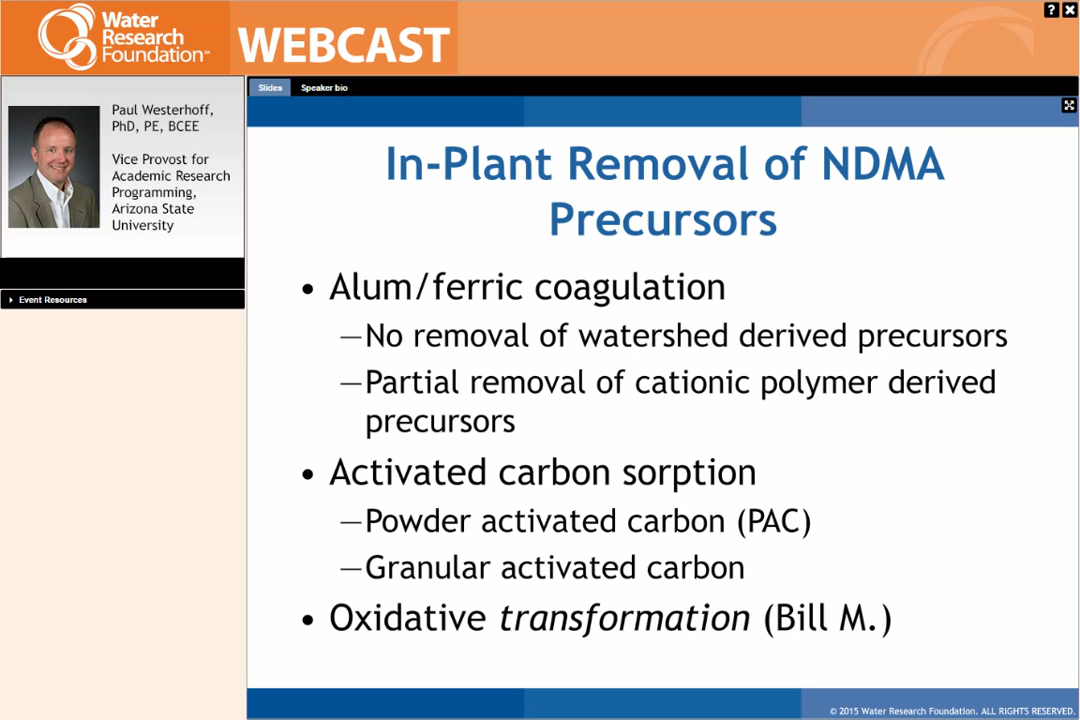 Water
Research
Foundation
WEBCAST
? ×
Paul Westerhoff,
PhD, PE, BCEE
Vice Provost for
Academic Research
Programming,
Arizona State
University
Event Resources
Slides
Speaker bio
In-Plant Removal of NDMA
Precursors
• Alum/ferric coagulation
—No removal of watershed derived precursors
—Partial removal of cationic polymer derived
precursors
• Activated carbon sorption
—Powder activated carbon (PAC)
—Granular activated carbon
• Oxidative transformation (Bill M.)
© 2015 Water Research Foundation. ALL RIGHTS RESERVED.